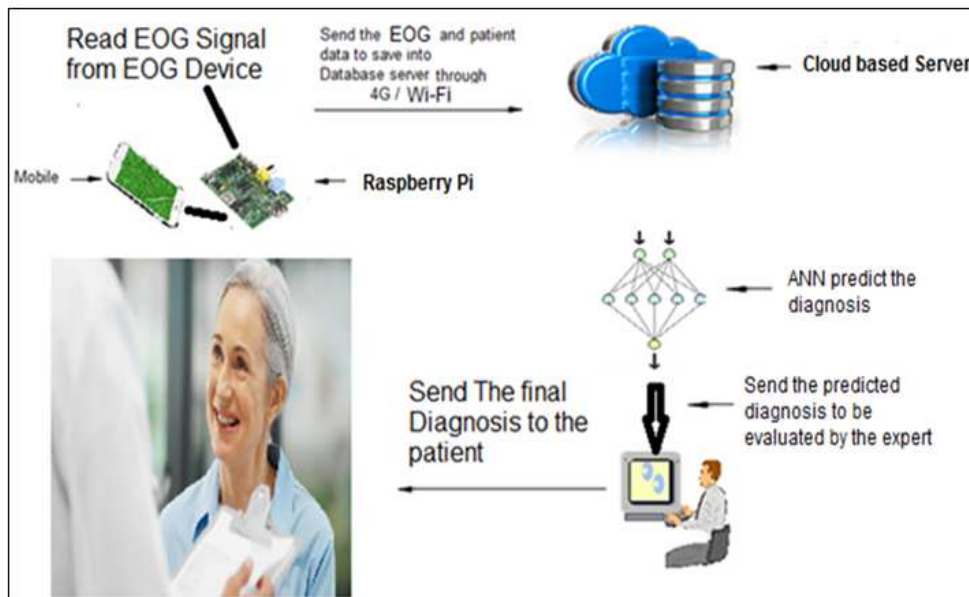 Read EOG Signal
from EOG Device
Send the EOG and patient
data to save into
Database server through
4G / Wi-Fi
Cloud based Server
Mobile
Raspberry Pi
ANN predict the
diagnosis
Send the predicted
diagnosis to be
evaluated by the expert
Send The final
Diagnosis to the
patient